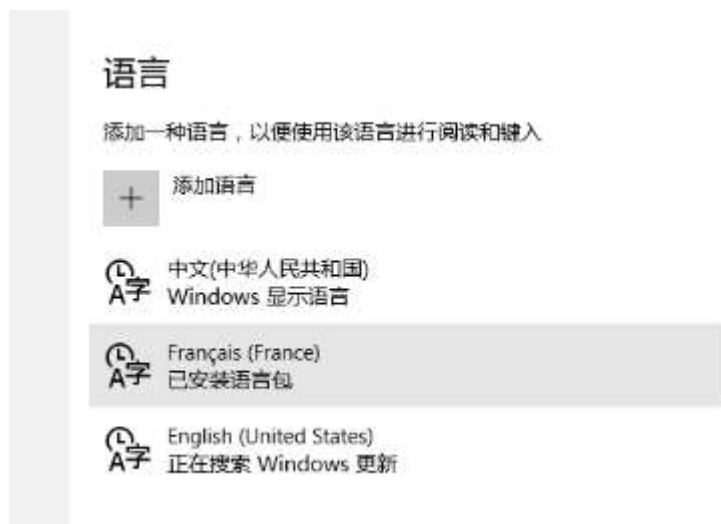 语言
添加一种语言，以便使用该语言进行阅读和键入
添加语言
中文(中华人民共和国)
Windows 显示语言
Français (France)
已安装语言包
English (United States)
正在搜索 Windows 更新